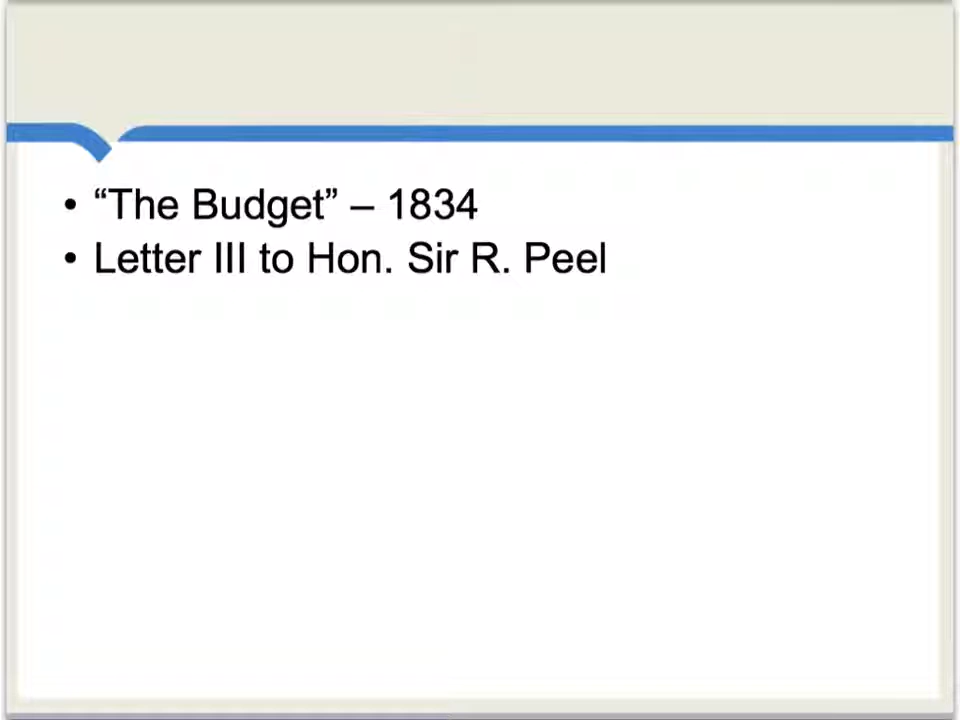 • “The Budget” – 1834
• Letter III to Hon. Sir R. Peel